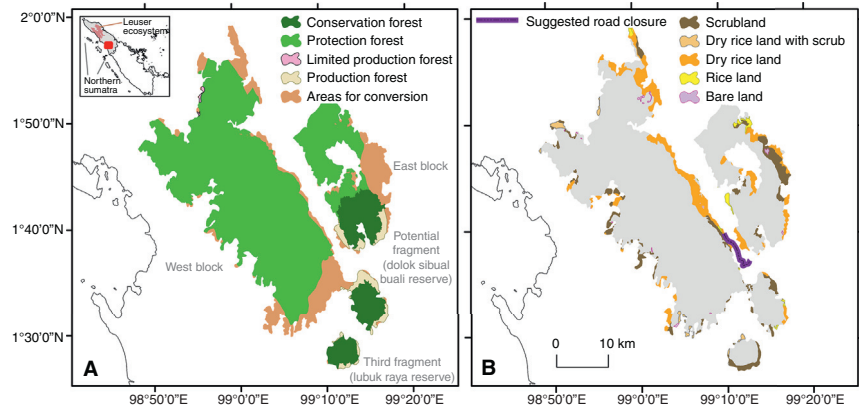 2°0'0"N
1°50'0"N
1°40'0"N
1°30'0"N
Leuser
ecosystem
Northern
sumatra
Conservation forest
Protection forest
Limited production forest
Production forest
Areas for conversion
East block
Potential
fragment
(dolok sibual
buali reserve)
West block
Third fragment
(lubuk raya reserve)
A
98°50'0"E
99°0'0"E
99°10'0"E
99°20'0"E
Suggested road closure
Scrubland
Dry rice land with scrub
Dry rice land
Rice land
Bare land
0 10 km
B
98°50'0"E
99°0'0"E
99°10'0"E
99°20'0"E